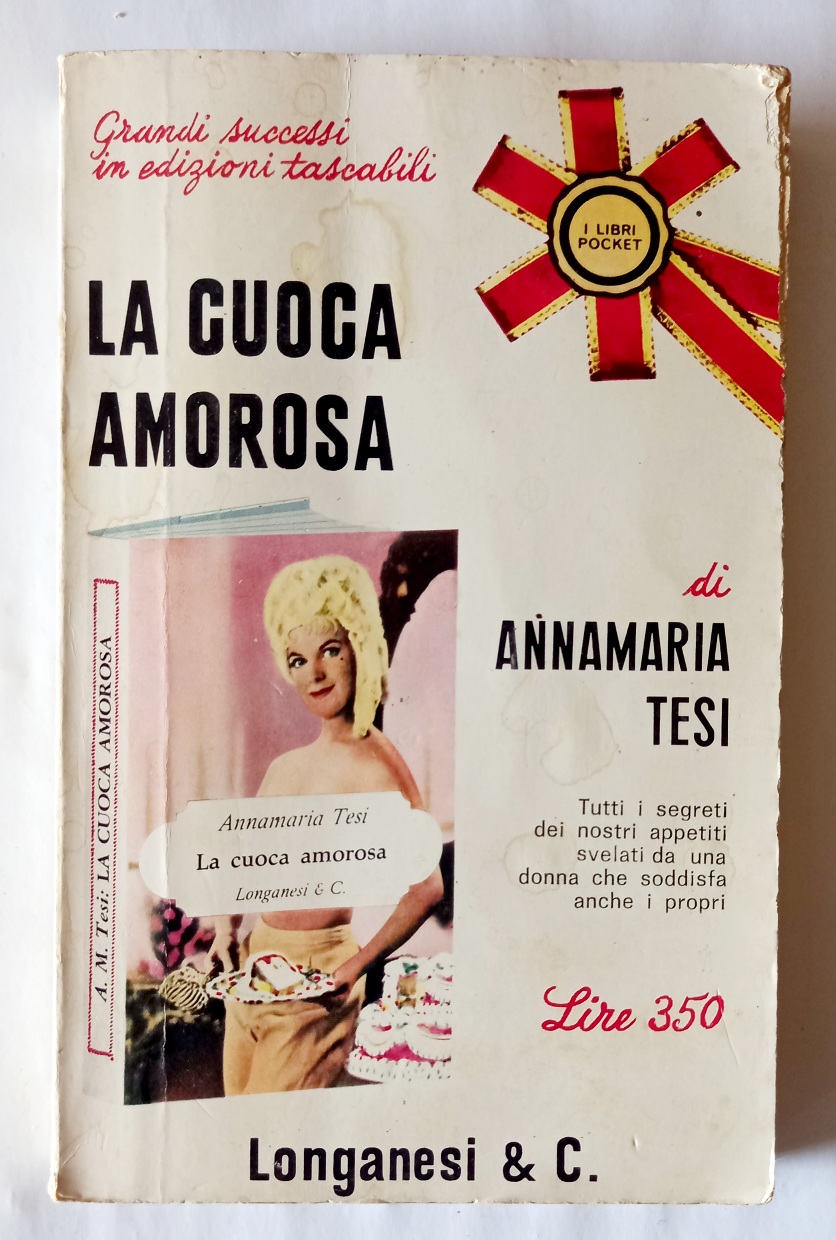 Grandi successi
in edizioni tascabili
I LIBRI
POCKET
LA CUOCA
AMOROSA
di
ANNAMARIA
TESI
A. M. Tesi: LA CUOCA AMOROSA
Annamaria Tesi
La cuoca amorosa
Longanesi & C.
Tutti i segreti
dei nostri appetiti
svelati da una
donna che soddisfa
anche i propri
Lire 350
Longanesi & C.